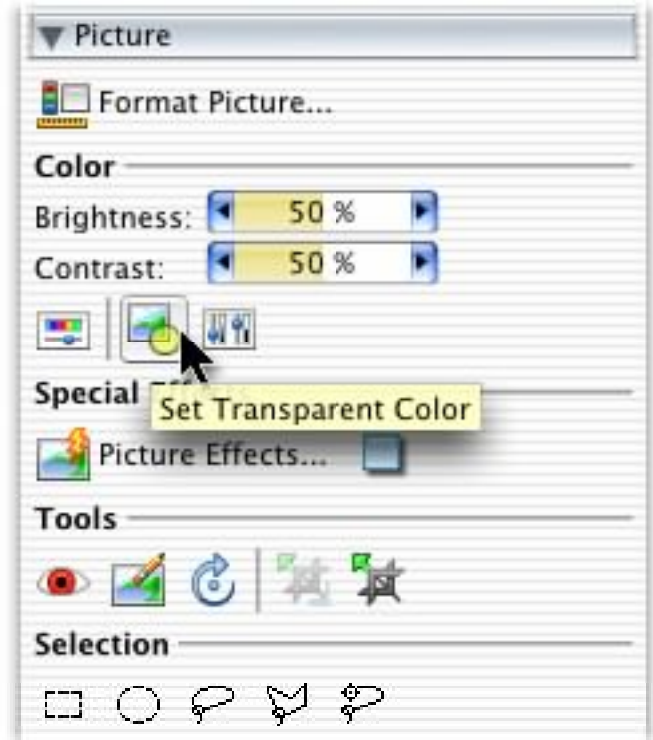 Picture
Format Picture...
Color
Brightness: 50 %
Contrast: 50 %
Special
Set Transparent Color
Picture Effects...
Tools
Selection